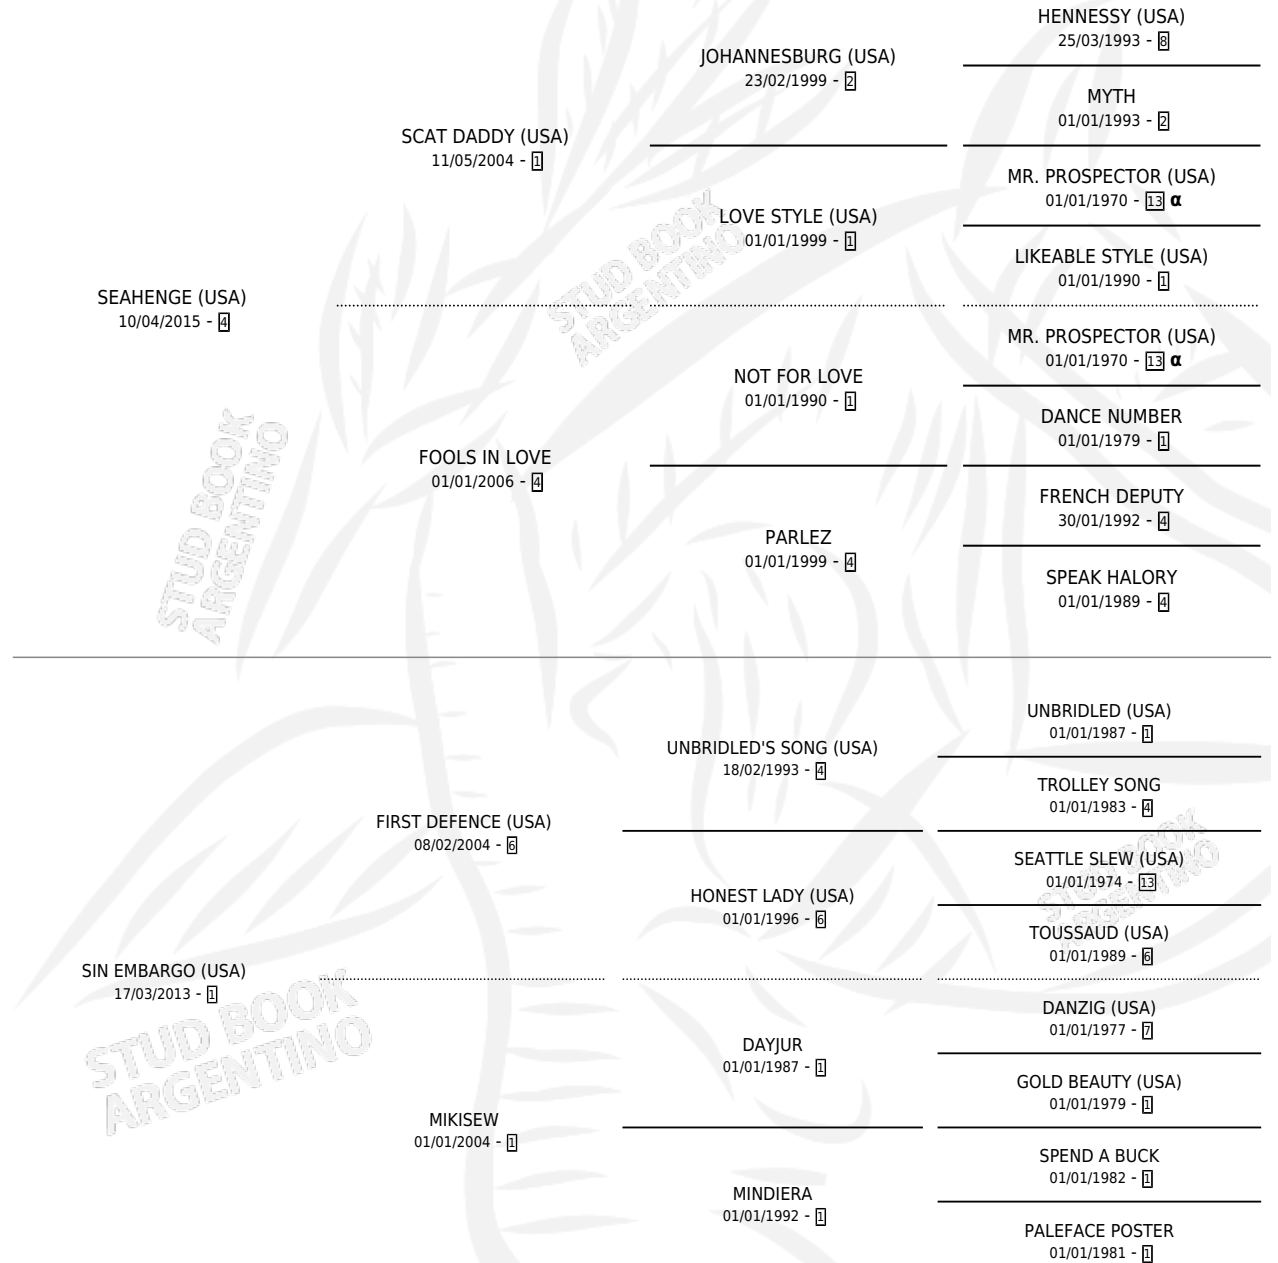 HENNESSY (USA)
25/03/1993 - 8
JOHANNESBURG (USA)
23/02/1999 - 2
MYTH
01/01/1993 - 2
SCAT DADDY (USA)
11/05/2004 - 1
MR. PROSPECTOR (USA)
01/01/1970 - 13 α
LOVE STYLE (USA)
01/01/1999 - 1
LIKEABLE STYLE (USA)
01/01/1990 - 1
SEAHENGE (USA)
10/04/2015 - 4
MR. PROSPECTOR (USA)
01/01/1970 - 13 α
NOT FOR LOVE
01/01/1990 - 1
DANCE NUMBER
01/01/1979 - 1
FOOLS IN LOVE
01/01/2006 - 4
FRENCH DEPUTY
30/01/1992 - 4
PARLEZ
01/01/1999 - 4
SPEAK HALORY
01/01/1989 - 4
UNBRIDLED (USA)
01/01/1987 - 1
UNBRIDLED'S SONG (USA)
18/02/1993 - 4
TROLLEY SONG
01/01/1983 - 4
FIRST DEFENCE (USA)
08/02/2004 - 6
SEATTLE SLEW (USA)
01/01/1974 - 13
HONEST LADY (USA)
01/01/1996 - 6
TOUSSAUD (USA)
01/01/1989 - 6
SIN EMBARGO (USA)
17/03/2013 - 1
DANZIG (USA)
01/01/1977 - 7
DAYJUR
01/01/1987 - 1
GOLD BEAUTY (USA)
01/01/1979 - 1
MIKISEW
01/01/2004 - 1
SPEND A BUCK
01/01/1982 - 1
MINDIERA
01/01/1992 - 1
PALEFACE POSTER
01/01/1981 - 1
STUD BOOK
ARGENTINO
STUD BOOK
ARGENTINO
STUD BOOK
ARGENTINO
STUD BOOK
ARGENTINO